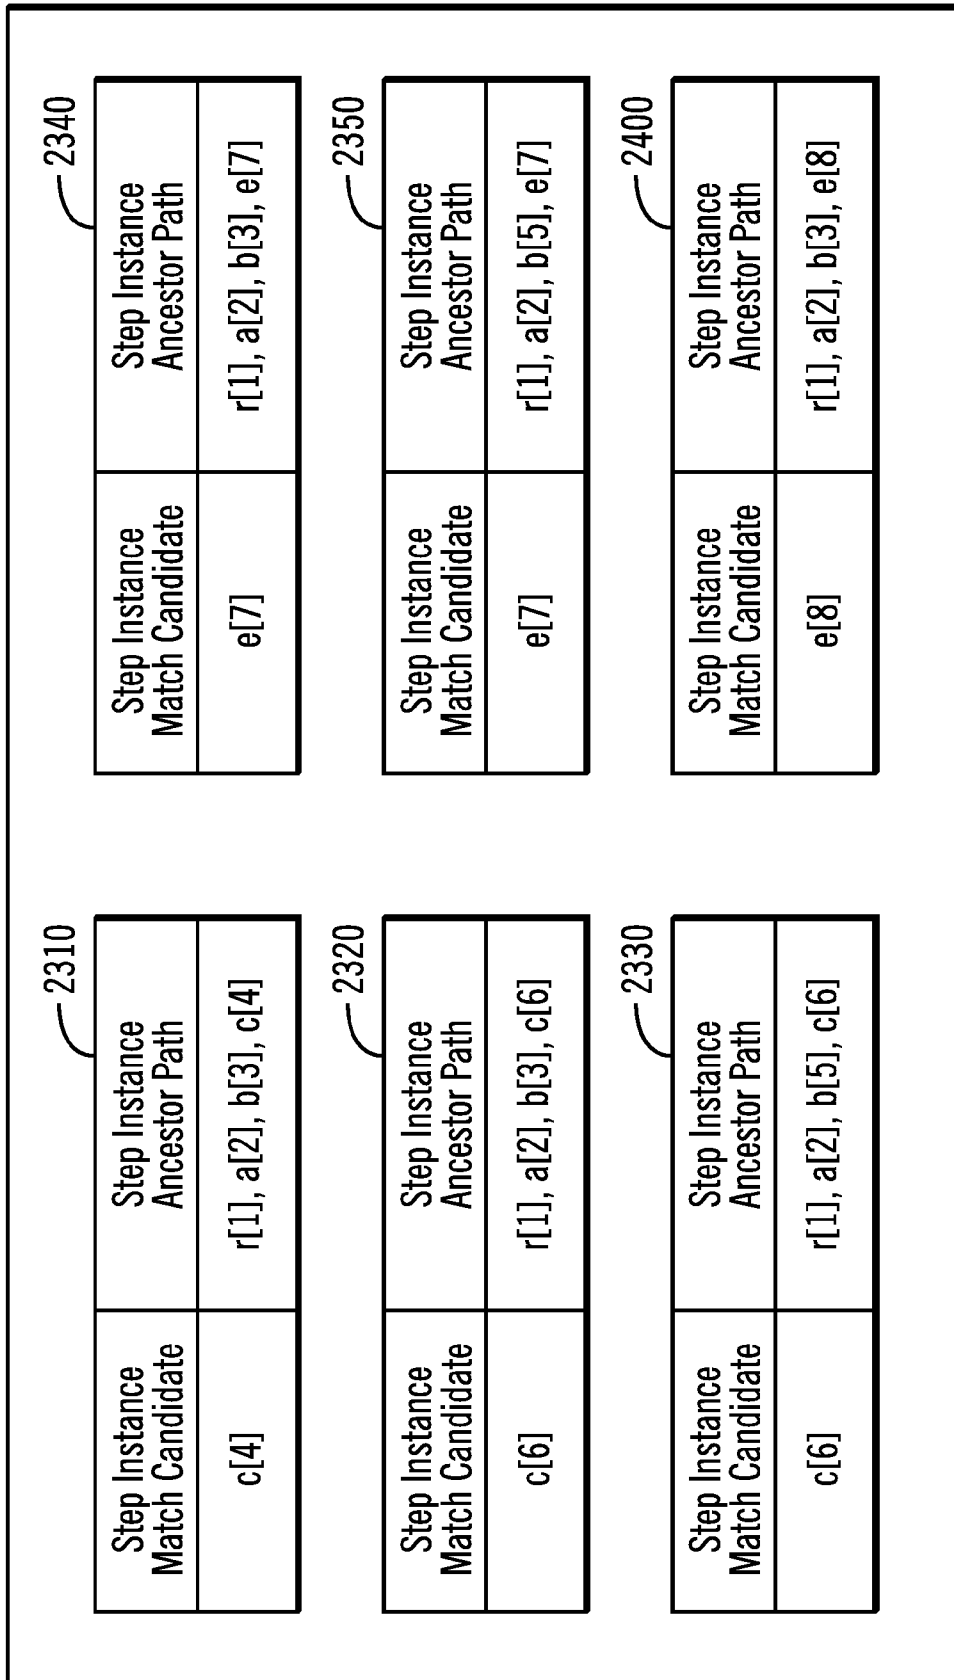 2310
Step Instance
Match Candidate
Step Instance
Ancestor Path
c[4]
r[1], a[2], b[3], c[4]
2320
Step Instance
Match Candidate
Step Instance
Ancestor Path
c[6]
r[1], a[2], b[3], c[6]
2330
Step Instance
Match Candidate
Step Instance
Ancestor Path
c[6]
r[1], a[2], b[5], c[6]
2340
Step Instance
Match Candidate
Step Instance
Ancestor Path
e[7]
r[1], a[2], b[3], e[7]
2350
Step Instance
Match Candidate
Step Instance
Ancestor Path
e[7]
r[1], a[2], b[5], e[7]
2400
Step Instance
Match Candidate
Step Instance
Ancestor Path
e[8]
r[1], a[2], b[3], e[8]